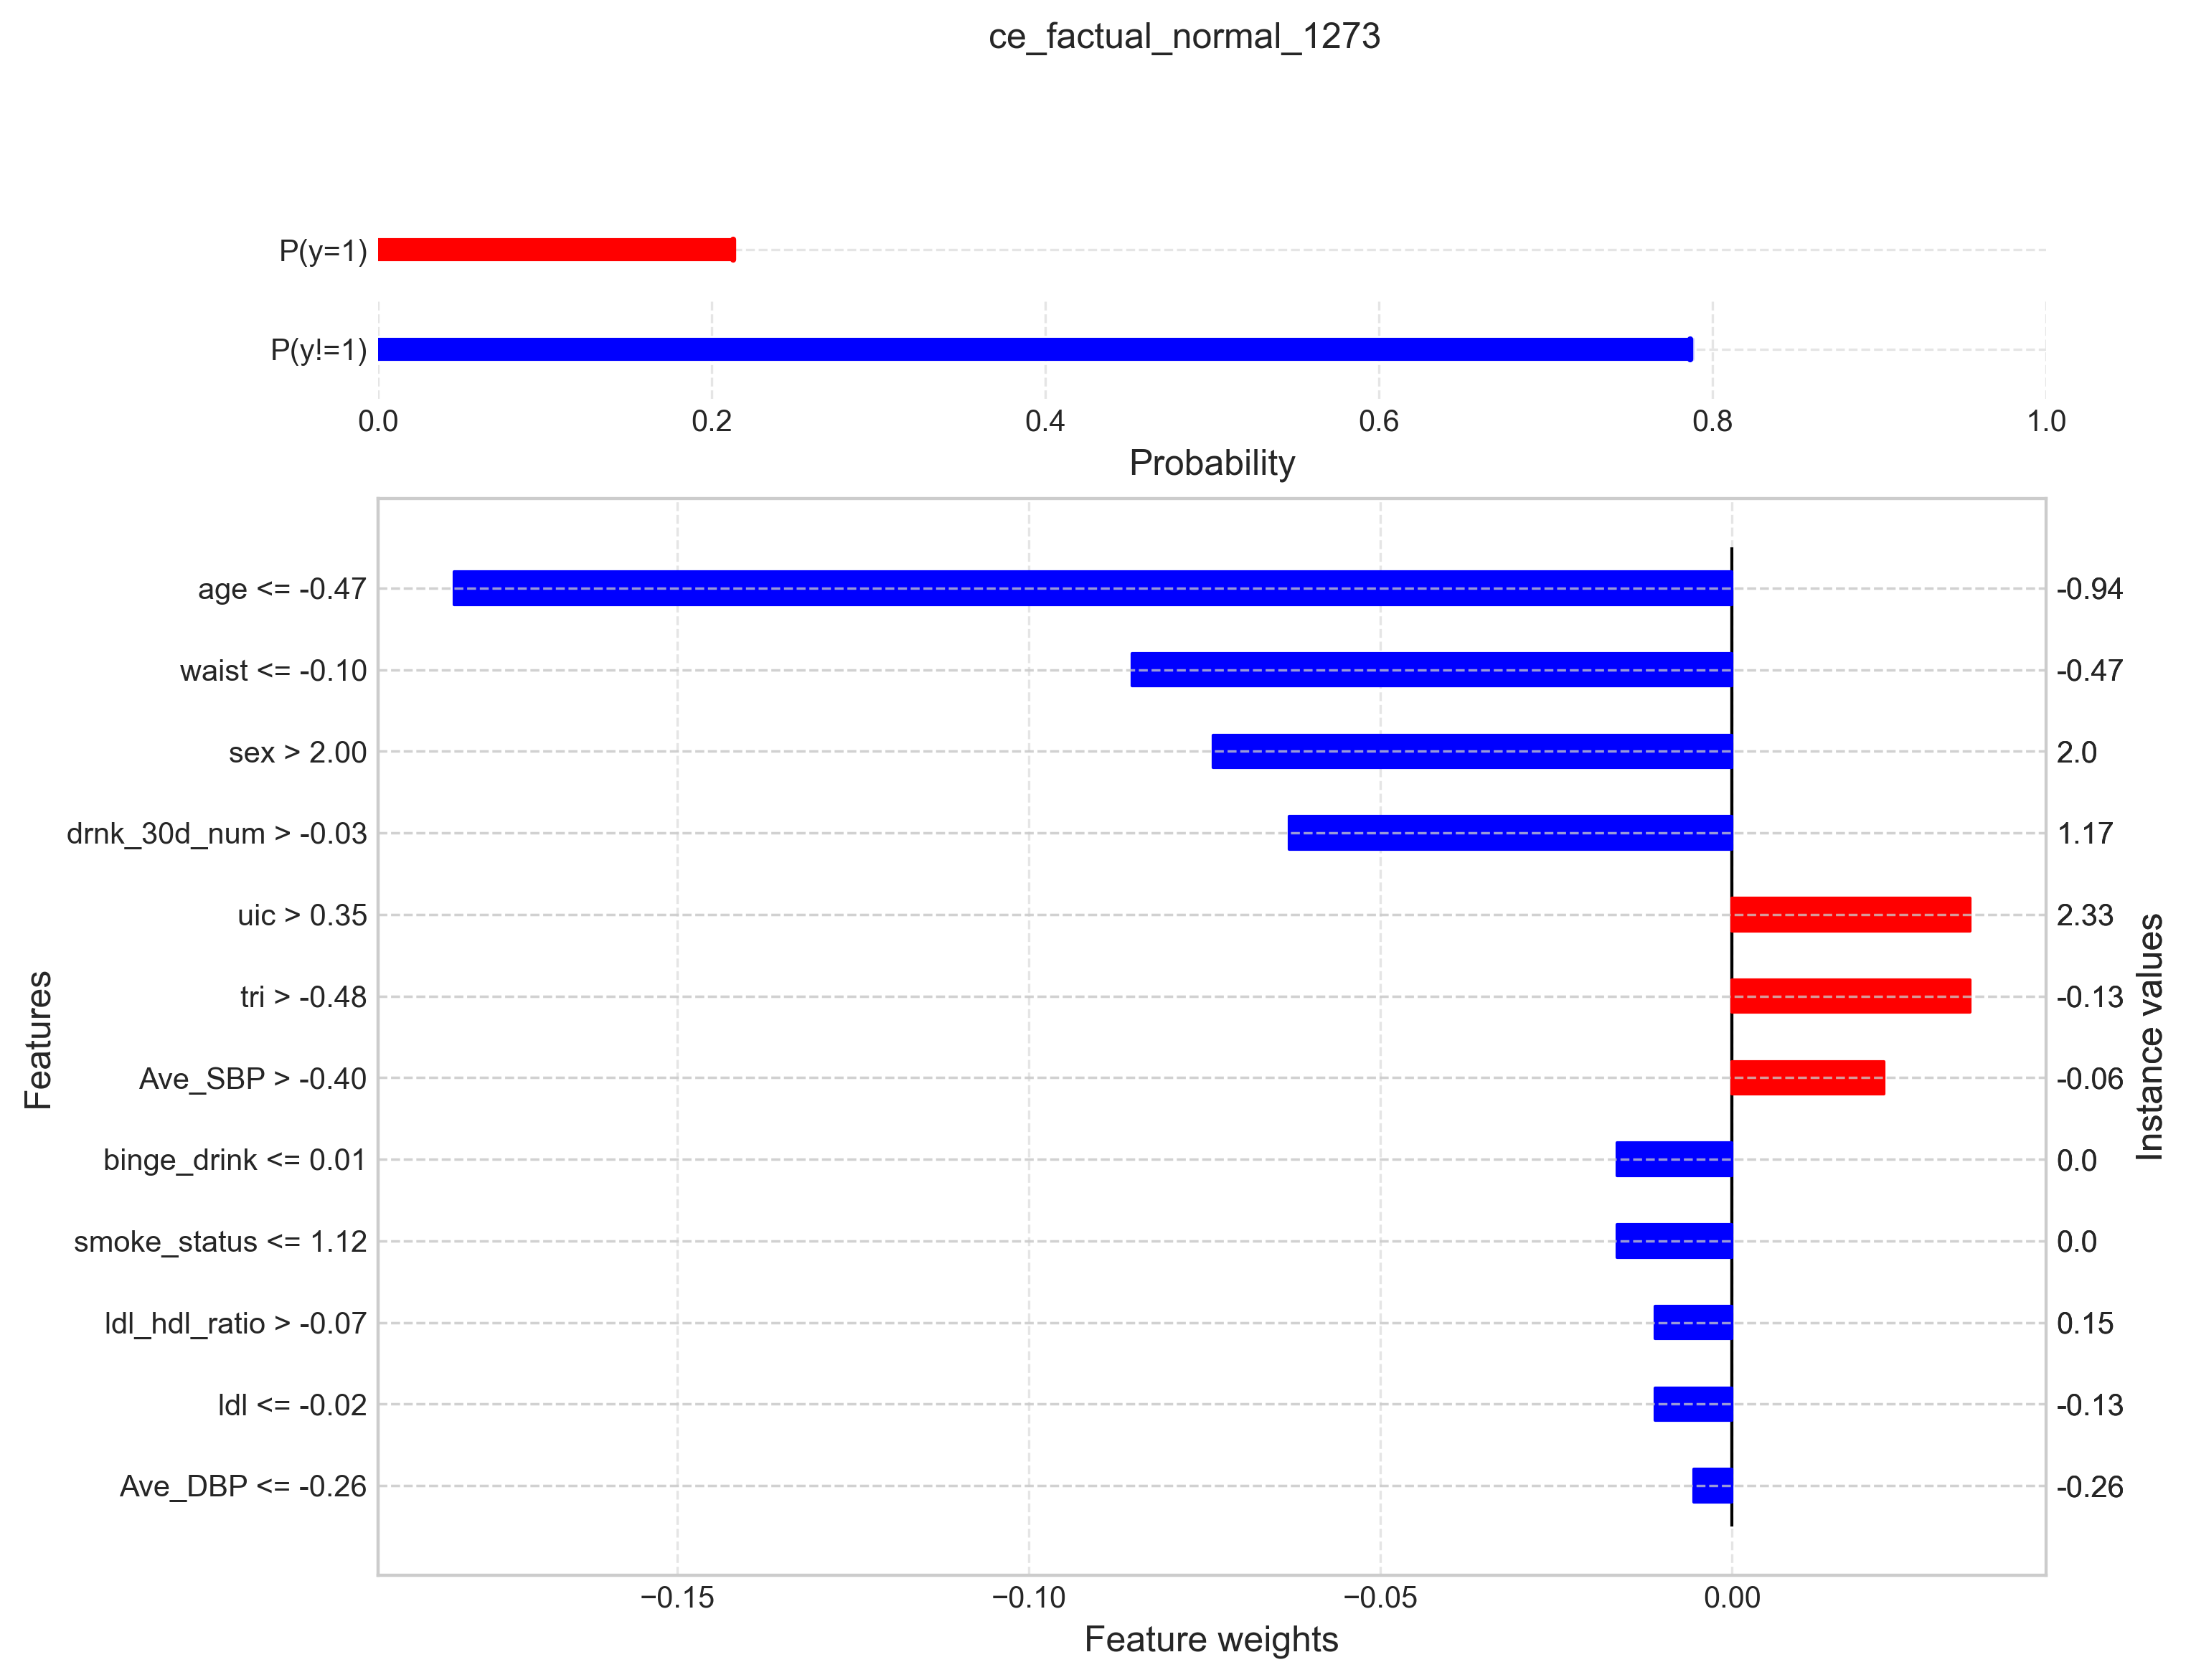 ce_factual_normal_1273
P(y=1)
P(y!=1)
0.0 0.2 0.4 0.6 0.8 1.0
Probability
age <= -0.47 -0.94
waist <= -0.10 -0.47
sex > 2.00 2.0
drnk_30d_num > -0.03 1.17
uic > 0.35 2.33
tri > -0.48 -0.13
Ave_SBP > -0.40 -0.06
binge_drink <= 0.01 0.0
smoke_status <= 1.12 0.0
ldl_hdl_ratio > -0.07 0.15
ldl <= -0.02 -0.13
Ave_DBP <= -0.26 -0.26
Features
Instance values
−0.15 −0.10 −0.05 0.00
Feature weights